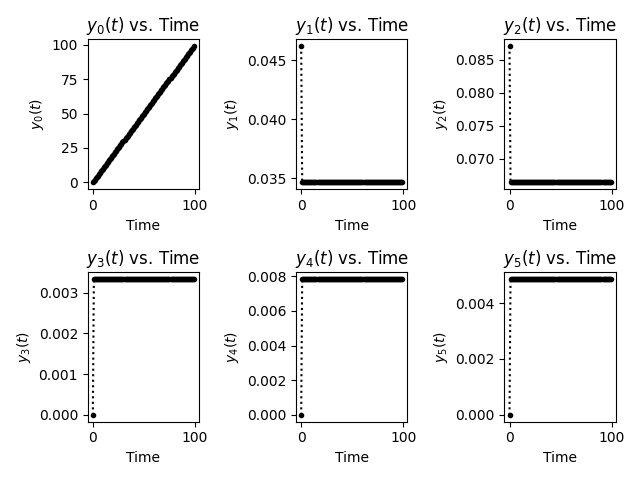 y₀(t) vs. Time
y₀(t)
100
75
50
25
0
0 100
Time
y₁(t) vs. Time
y₁(t)
0.045
0.040
0.035
0 100
Time
y₂(t) vs. Time
y₂(t)
0.085
0.080
0.075
0.070
0 100
Time
y₃(t) vs. Time
y₃(t)
0.003
0.002
0.001
0.000
0 100
Time
y₄(t) vs. Time
y₄(t)
0.008
0.006
0.004
0.002
0.000
0 100
Time
y₅(t) vs. Time
y₅(t)
0.004
0.002
0.000
0 100
Time